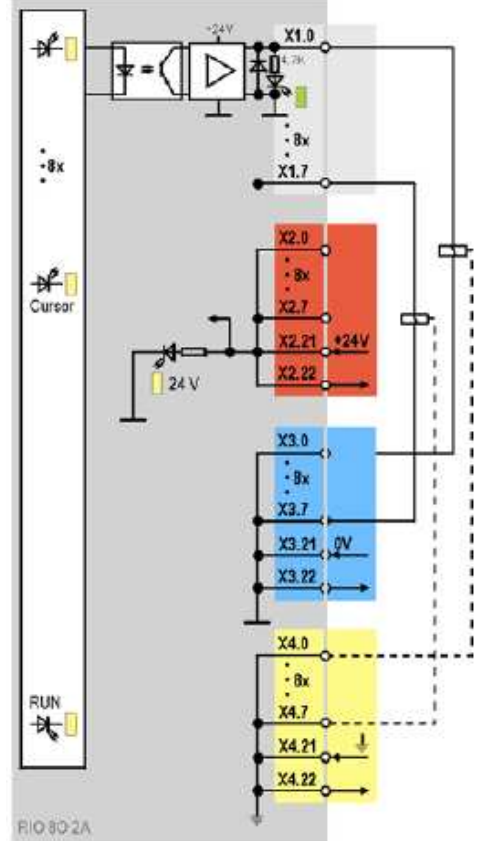 +24V
X1.0
4.7K
8x
X1.7
8x
X2.0
8x
Cursor
X2.7
X2.21 +24V
X2.22
24 V
X3.0
8x
X3.7
X3.21 0V
X3.22
X4.0
8x
RUN
X4.7
X4.21
X4.22
RIO 8O 2A